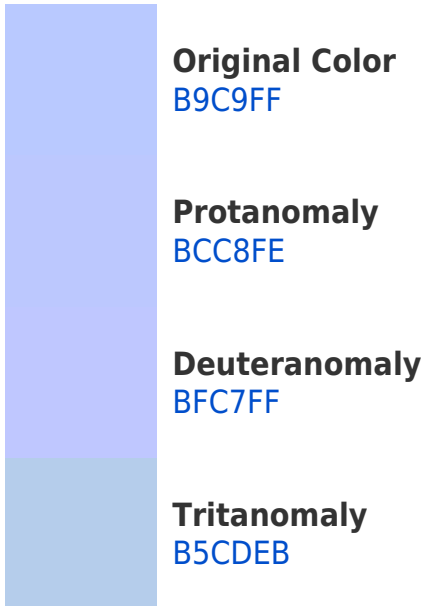 Original Color
B9C9FF
Protanomaly
BCC8FE
Deuteranomaly
BFC7FF
Tritanomaly
B5CDEB